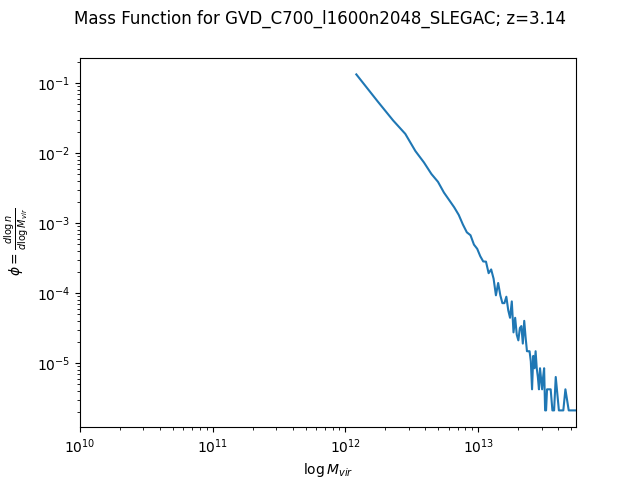 Mass Function for GVD_C700_l1600n2048_SLEGAC; z=3.14
10⁻¹
10⁻²
10⁻³
10⁻⁴
10⁻⁵
ϕ = d log n / d log M_vir
10¹⁰ 10¹¹ 10¹² 10¹³
log M_vir